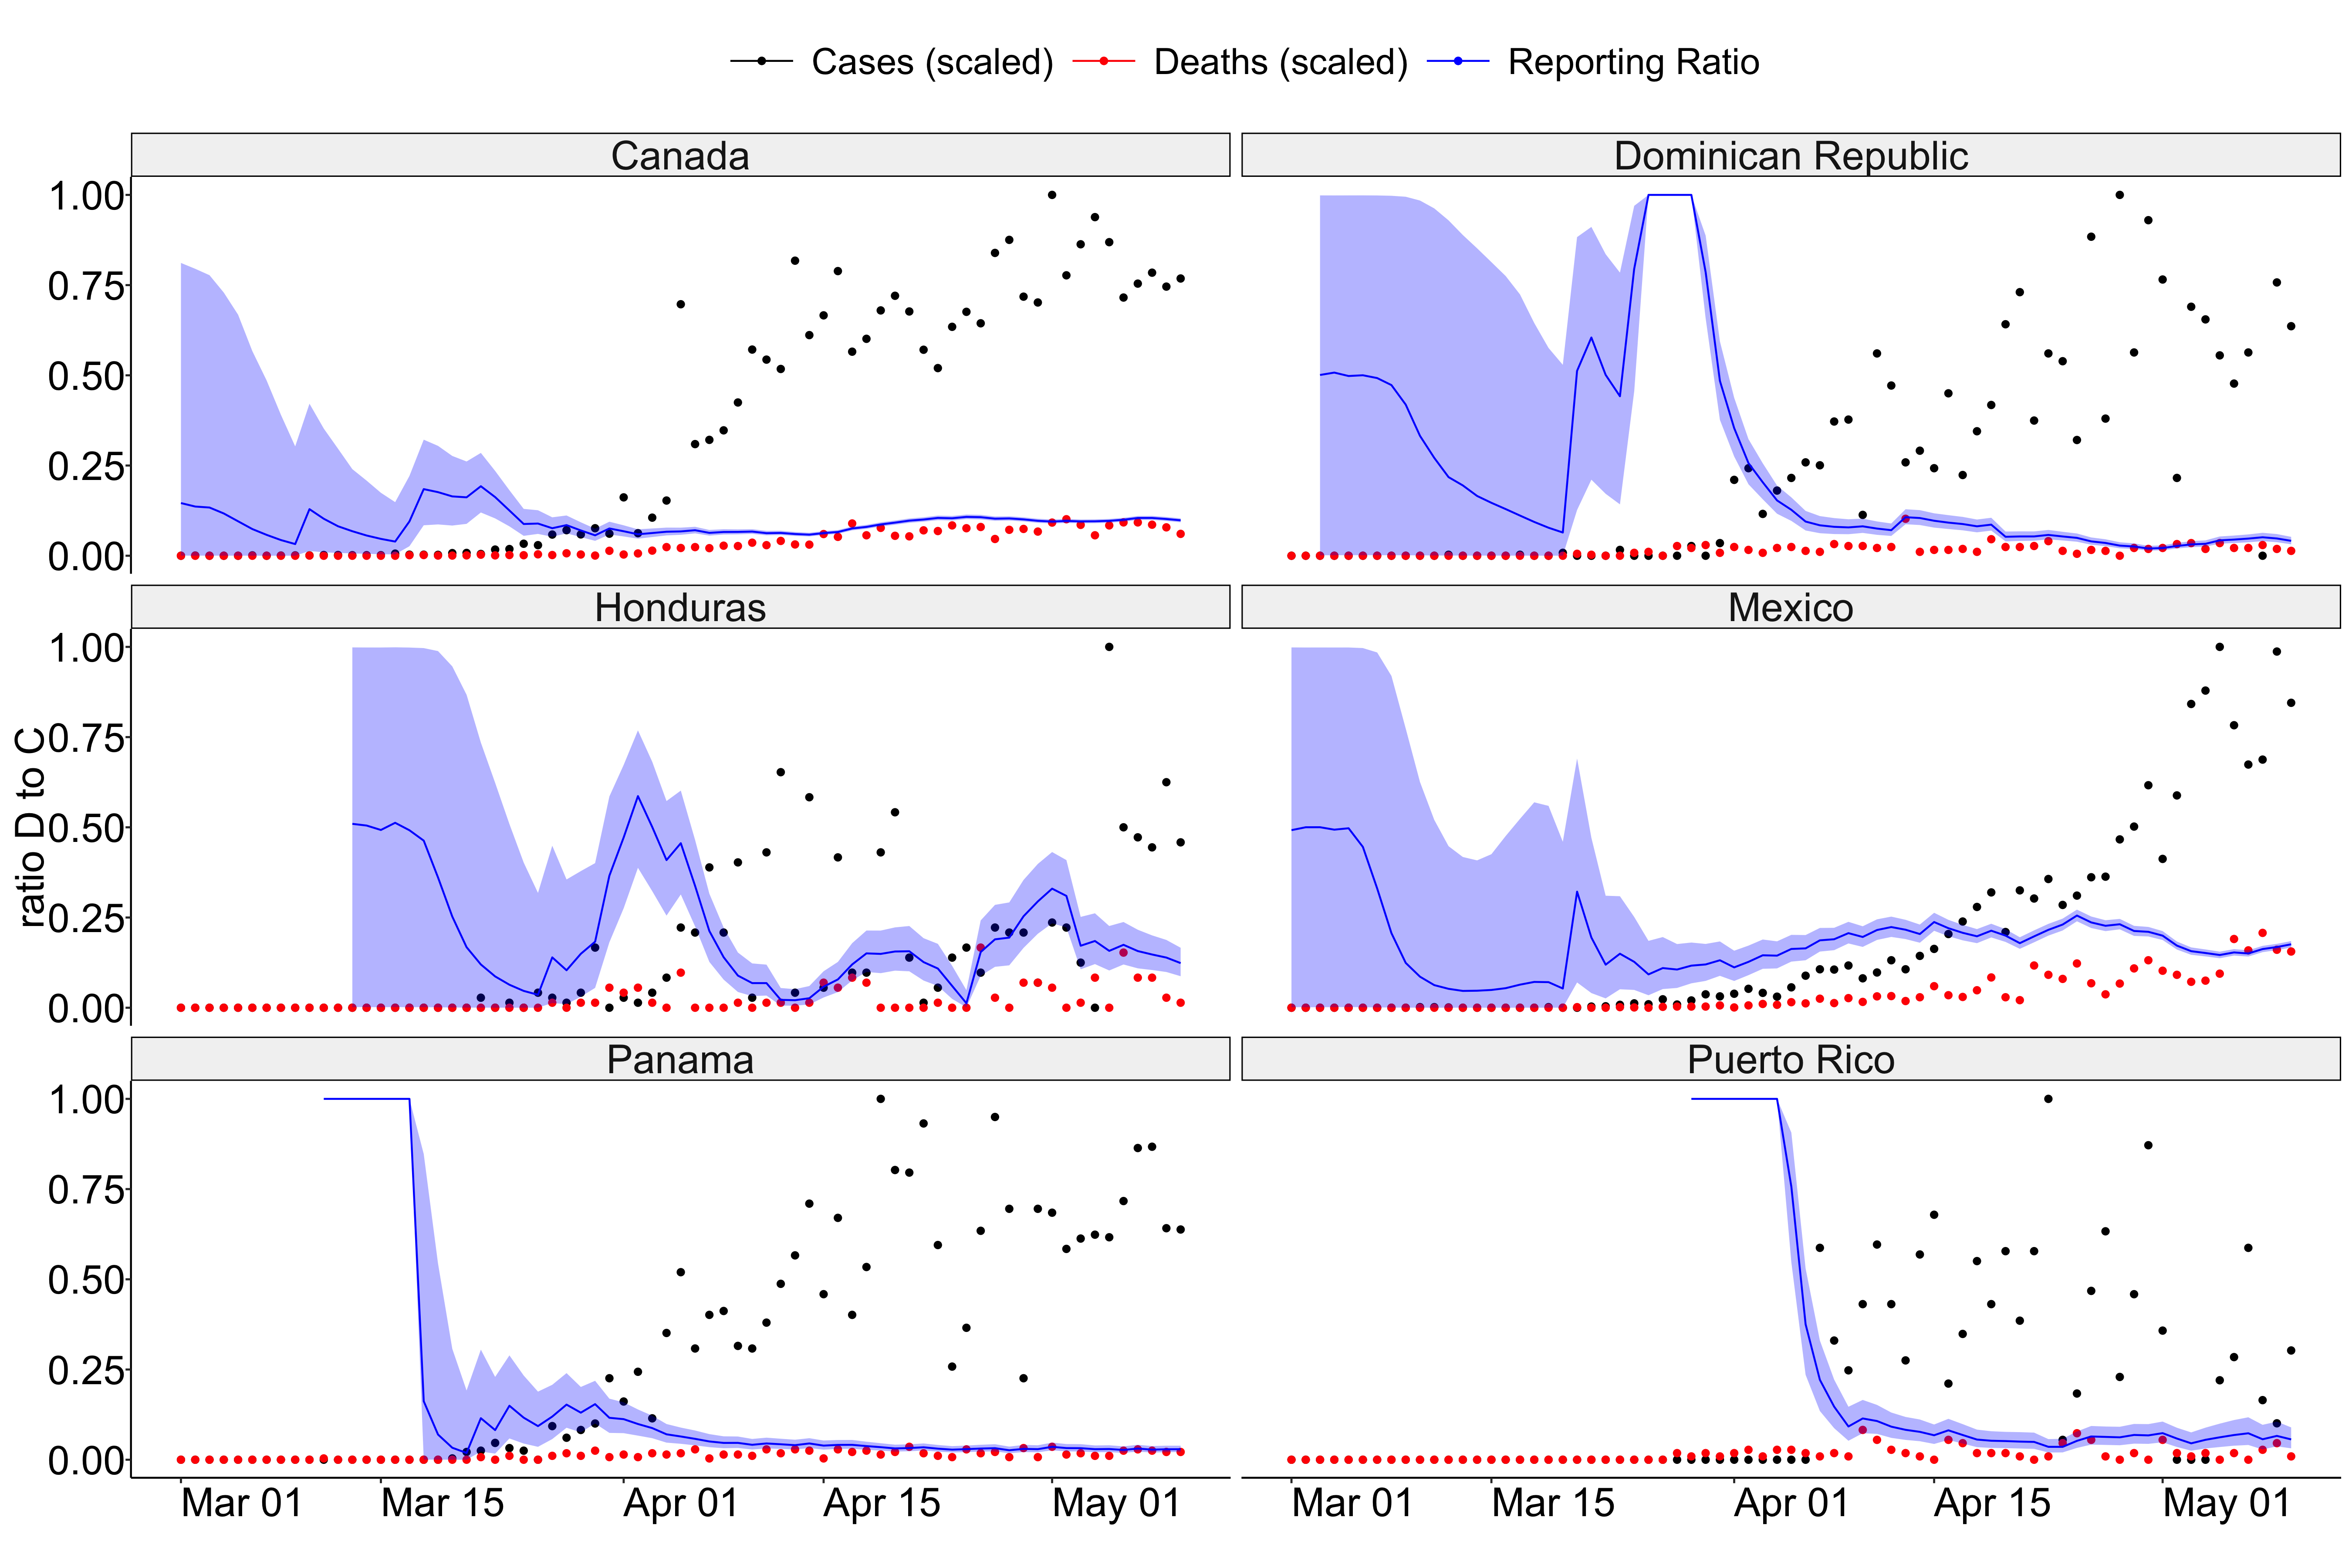 Cases (scaled) Deaths (scaled) Reporting Ratio
Canada Dominican Republic
1.00
0.75
0.50
0.25
0.00
Honduras Mexico
1.00
0.75
0.50
0.25
0.00
ratio D to C
Panama Puerto Rico
1.00
0.75
0.50
0.25
0.00
Mar 01 Mar 15 Apr 01 Apr 15 May 01 Mar 01 Mar 15 Apr 01 Apr 15 May 01